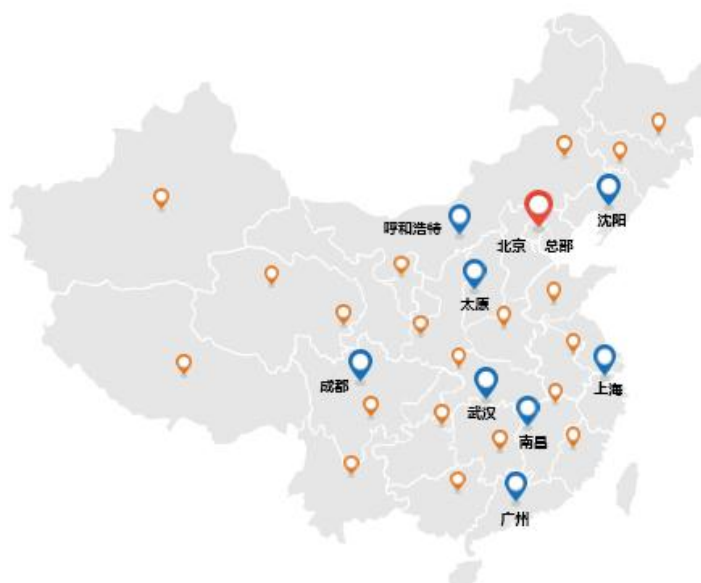 沈阳
呼和浩特
北京 总部
太原
成都
上海
武汉
南昌
广州